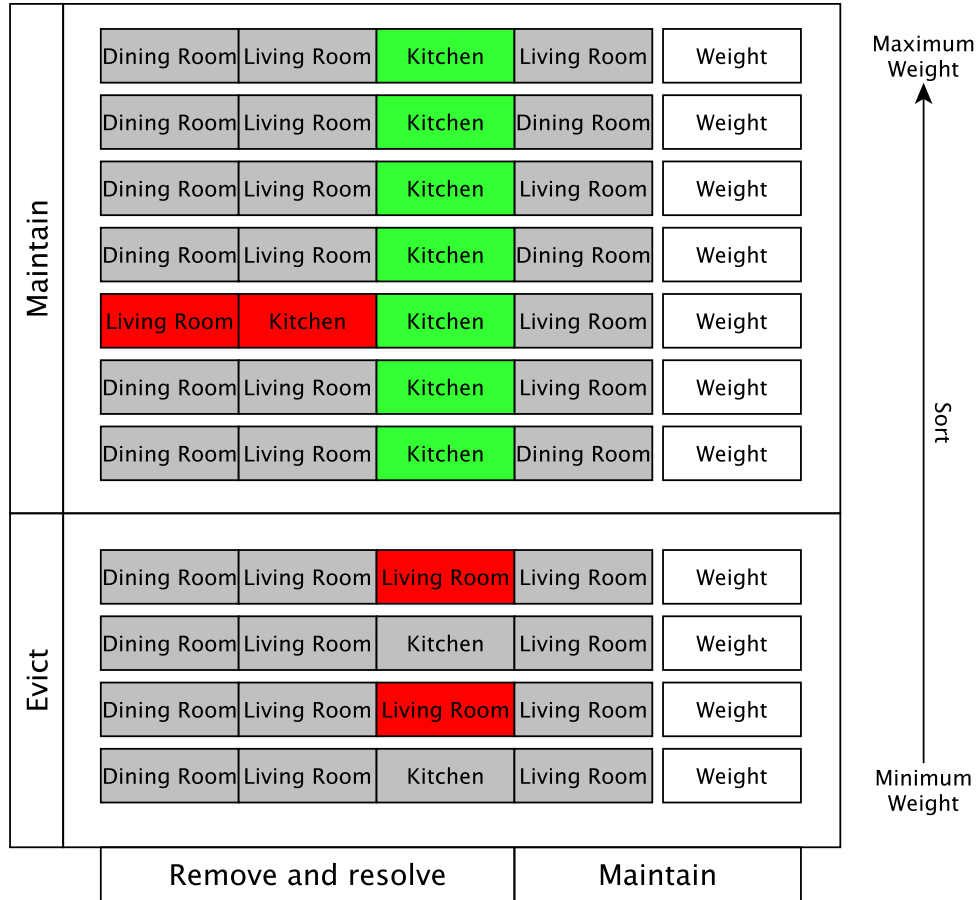 Dining Room Living Room Kitchen Living Room Weight
Maximum
Weight
Dining Room Living Room Kitchen Dining Room Weight
Dining Room Living Room Kitchen Living Room Weight
Maintain
Dining Room Living Room Kitchen Dining Room Weight
Living Room Kitchen Kitchen Living Room Weight
Dining Room Living Room Kitchen Living Room Weight
Sort
Dining Room Living Room Kitchen Dining Room Weight
Dining Room Living Room Living Room Living Room Weight
Dining Room Living Room Kitchen Living Room Weight
Evict
Dining Room Living Room Living Room Living Room Weight
Dining Room Living Room Kitchen Living Room Weight
Minimum
Weight
Remove and resolve Maintain